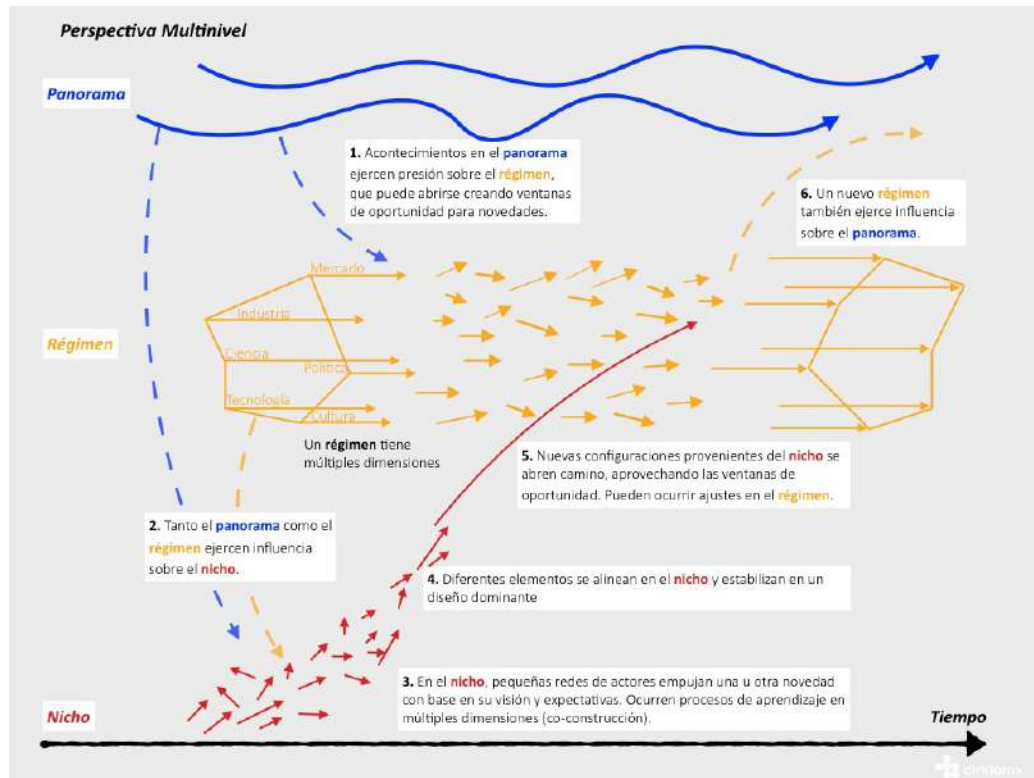 Perspectiva Multinivel
Panorama
1. Acontecimientos en el panorama
ejercen presión sobre el régimen,
que puede abrirse creando ventanas
de oportunidad para novedades.
6. Un nuevo régimen
también ejerce influencia
sobre el panorama.
Mercado
Industria
Régimen
Ciencia
Política
Tecnología
Cultura
Un régimen tiene
múltiples dimensiones
5. Nuevas configuraciones provenientes del nicho se
abren camino, aprovechando las ventanas de
oportunidad. Pueden ocurrir ajustes en el régimen.
2. Tanto el panorama como el
régimen ejercen influencia
sobre el nicho.
4. Diferentes elementos se alinean en el nicho y estabilizan en un
diseño dominante
3. En el nicho, pequeñas redes de actores empujan una u otra novedad
con base en su visión y expectativas. Ocurren procesos de aprendizaje en
múltiples dimensiones (co-construcción).
Nicho
Tiempo